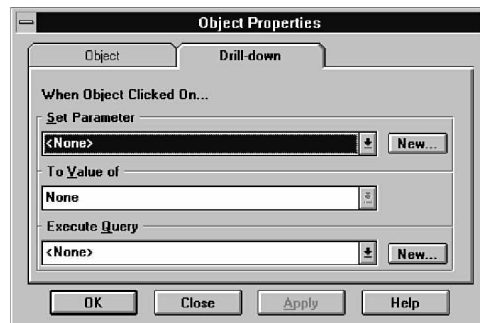 Object Properties
Object Drill-down
When Object Clicked On...
Set Parameter
<None> New...
To Value of
None
Execute Query
<None> New...
OK Close Apply Help